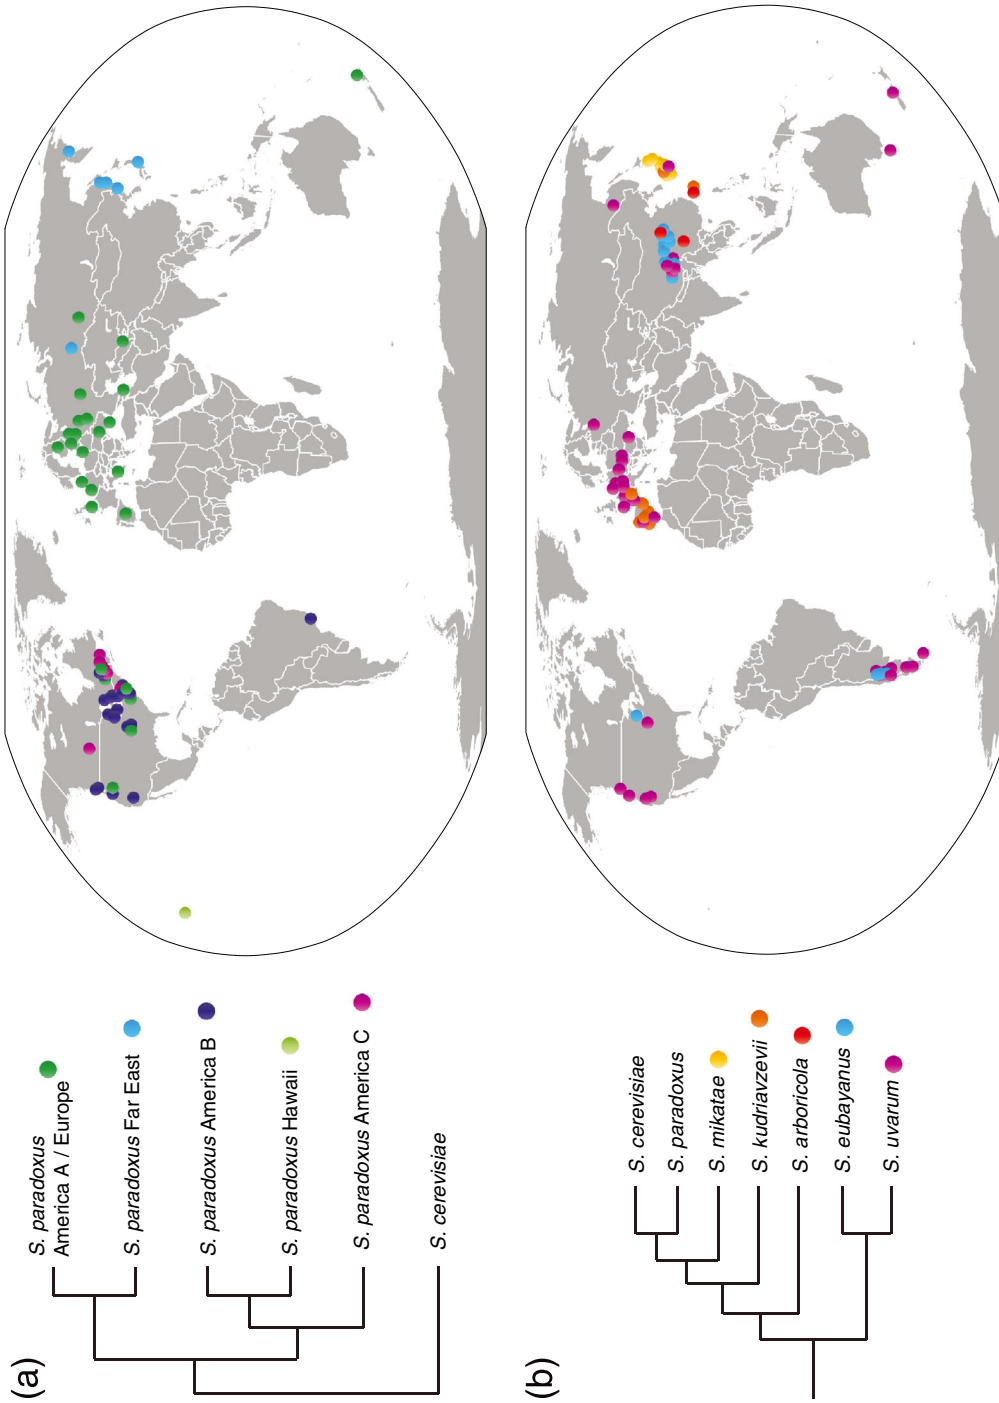 (a)
S. paradoxus
America A / Europe
S. paradoxus Far East
S. paradoxus America B
S. paradoxus Hawaii
S. paradoxus America C
S. cerevisiae
(b)
S. cerevisiae
S. paradoxus
S. mikatae
S. kudriavzevii
S. arboricola
S. eubayanus
S. uvarum